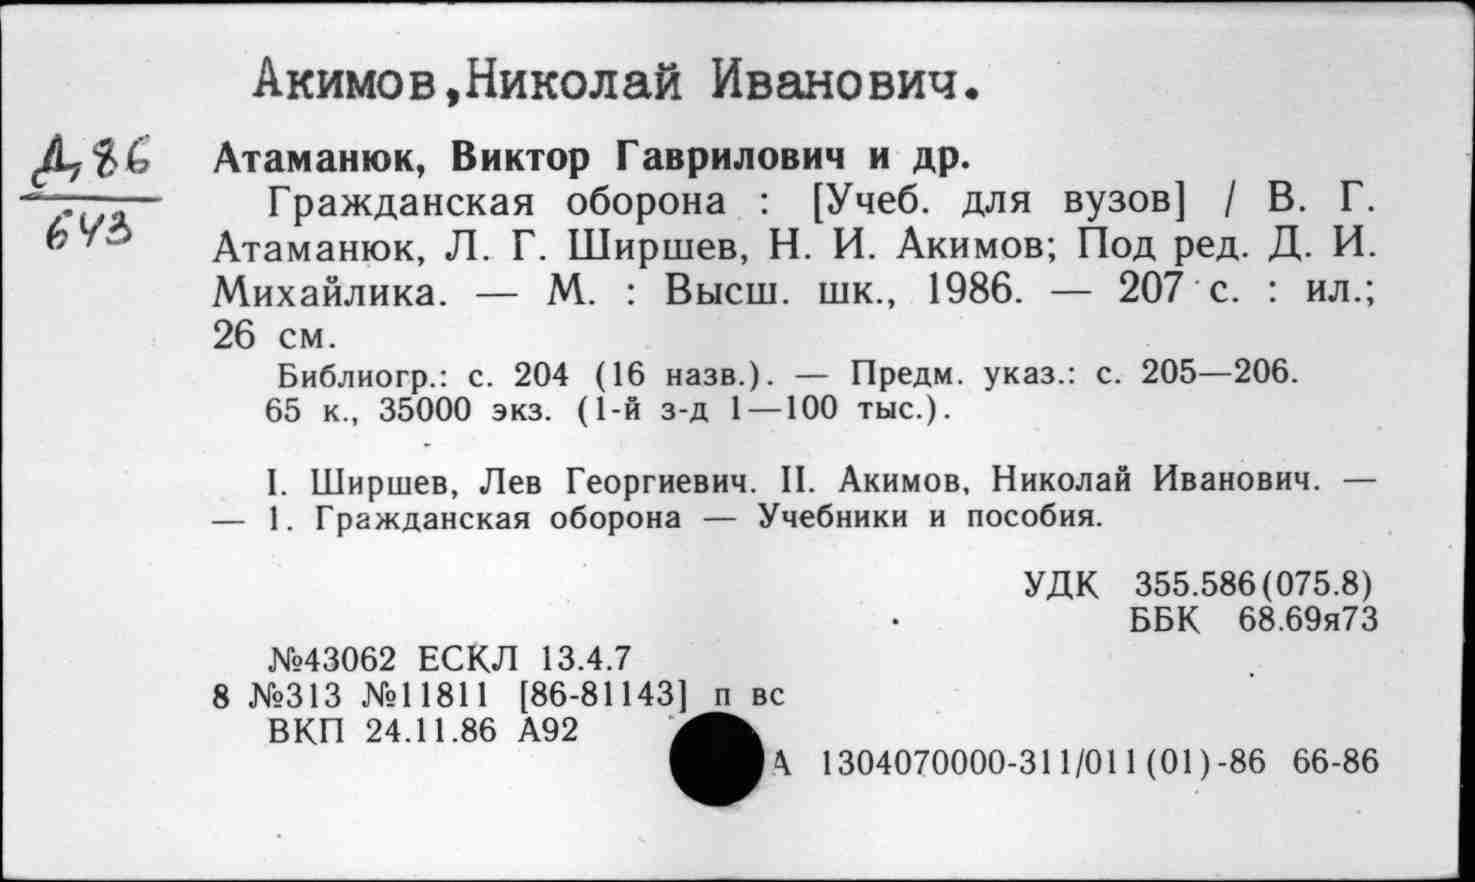 Акимов,Николай Иванович.
Д86
643
Атаманюк, Виктор Гаврилович и др.
Гражданская оборона : [Учеб. для вузов] / В. Г.
Атаманюк, Л. Г. Ширшев, Н. И. Акимов; Под ред. Д. И.
Михайлика. — М. : Высш. шк., 1986. — 207 с. : ил.;
26 см.
Библиогр.: с. 204 (16 назв.). — Предм. указ.: с. 205—206.
65 к., 35000 экз. (1-й з-д 1—100 тыс.).
I. Ширшев, Лев Георгиевич. II. Акимов, Николай Иванович. —
— 1. Гражданская оборона — Учебники и пособия.
УДК 355.586(075.8)
ББК 68.69я73
№43062 ЕСКЛ 13.4.7
8 №313 №11811 [86-81143] п вс
ВКП 24.11.86 А92
А 1304070000-311/011(01)-86 66-86